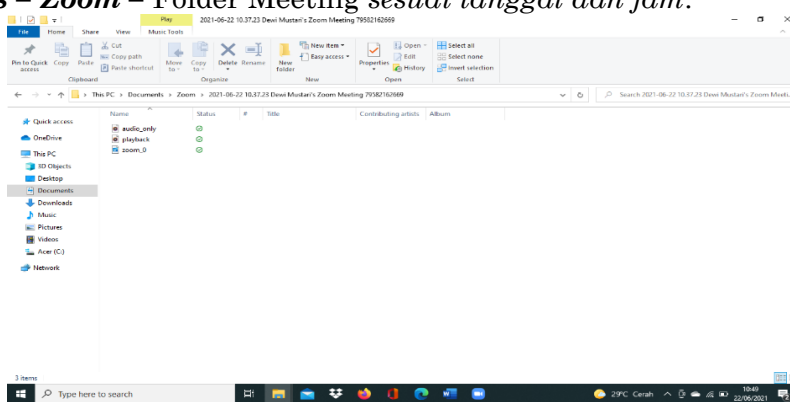 s – Zoom – Folder Meeting sesuai tanggal dan jam.
Play 2021-06-22 10.37.23 Dewi Mustari's Zoom Meeting 79582162669
File Home Share View Music Tools
Pin to Quick access
Copy
Paste
Cut
Copy path
Paste shortcut
Clipboard
Move to
Copy to
Delete
Rename
Organize
New folder
New item
Easy access
New
Properties
Open
Edit
History
Open
Select all
Select none
Invert selection
Select
This PC > Documents > Zoom > 2021-06-22 10.37.23 Dewi Mustari's Zoom Meeting 79582162669
Search 2021-06-22 10.37.23 Dewi Mustari's Zoom Meeti...
Name Status # Title Contributing artists Album
audio_only
playback
zoom_0
Quick access
OneDrive
This PC
3D Objects
Desktop
Documents
Downloads
Music
Pictures
Videos
Acer (C:)
Network
3 items
Type here to search
29°C Cerah
10:49
22/06/2021